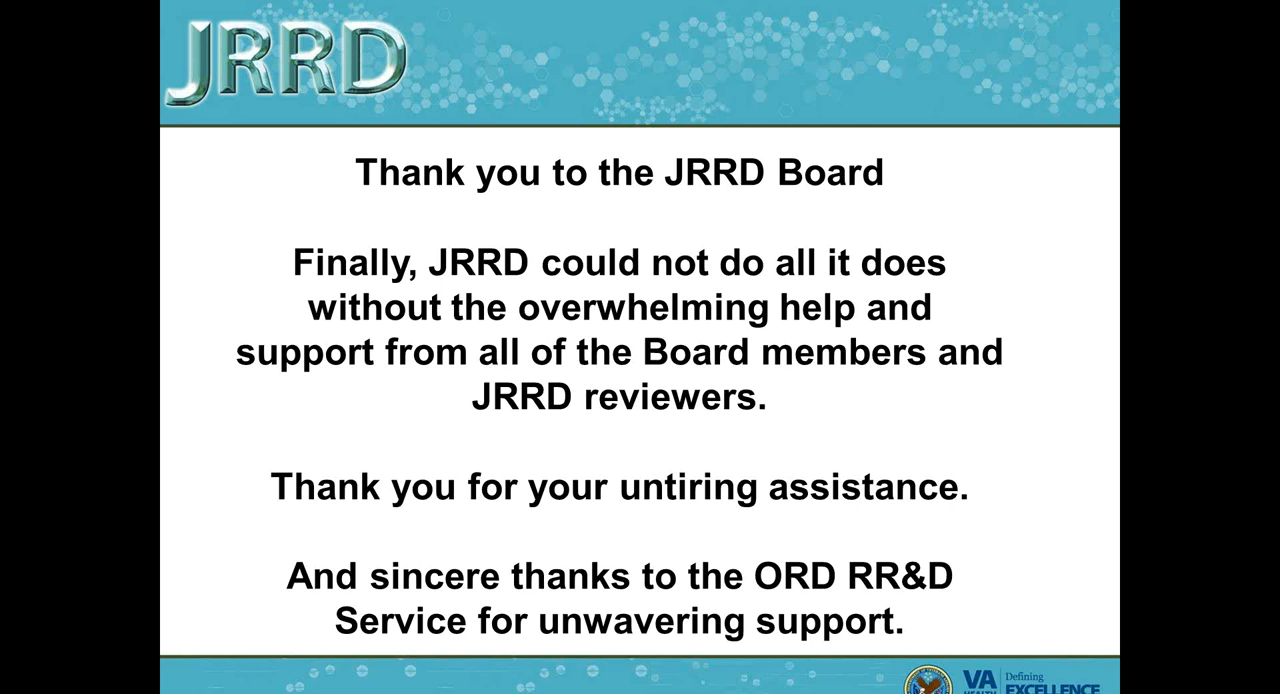 JRRD
Thank you to the JRRD Board
Finally, JRRD could not do all it does
without the overwhelming help and
support from all of the Board members and
JRRD reviewers.
Thank you for your untiring assistance.
And sincere thanks to the ORD RR&D
Service for unwavering support.
VA
HEALTH
Defining
EXCELLENCE